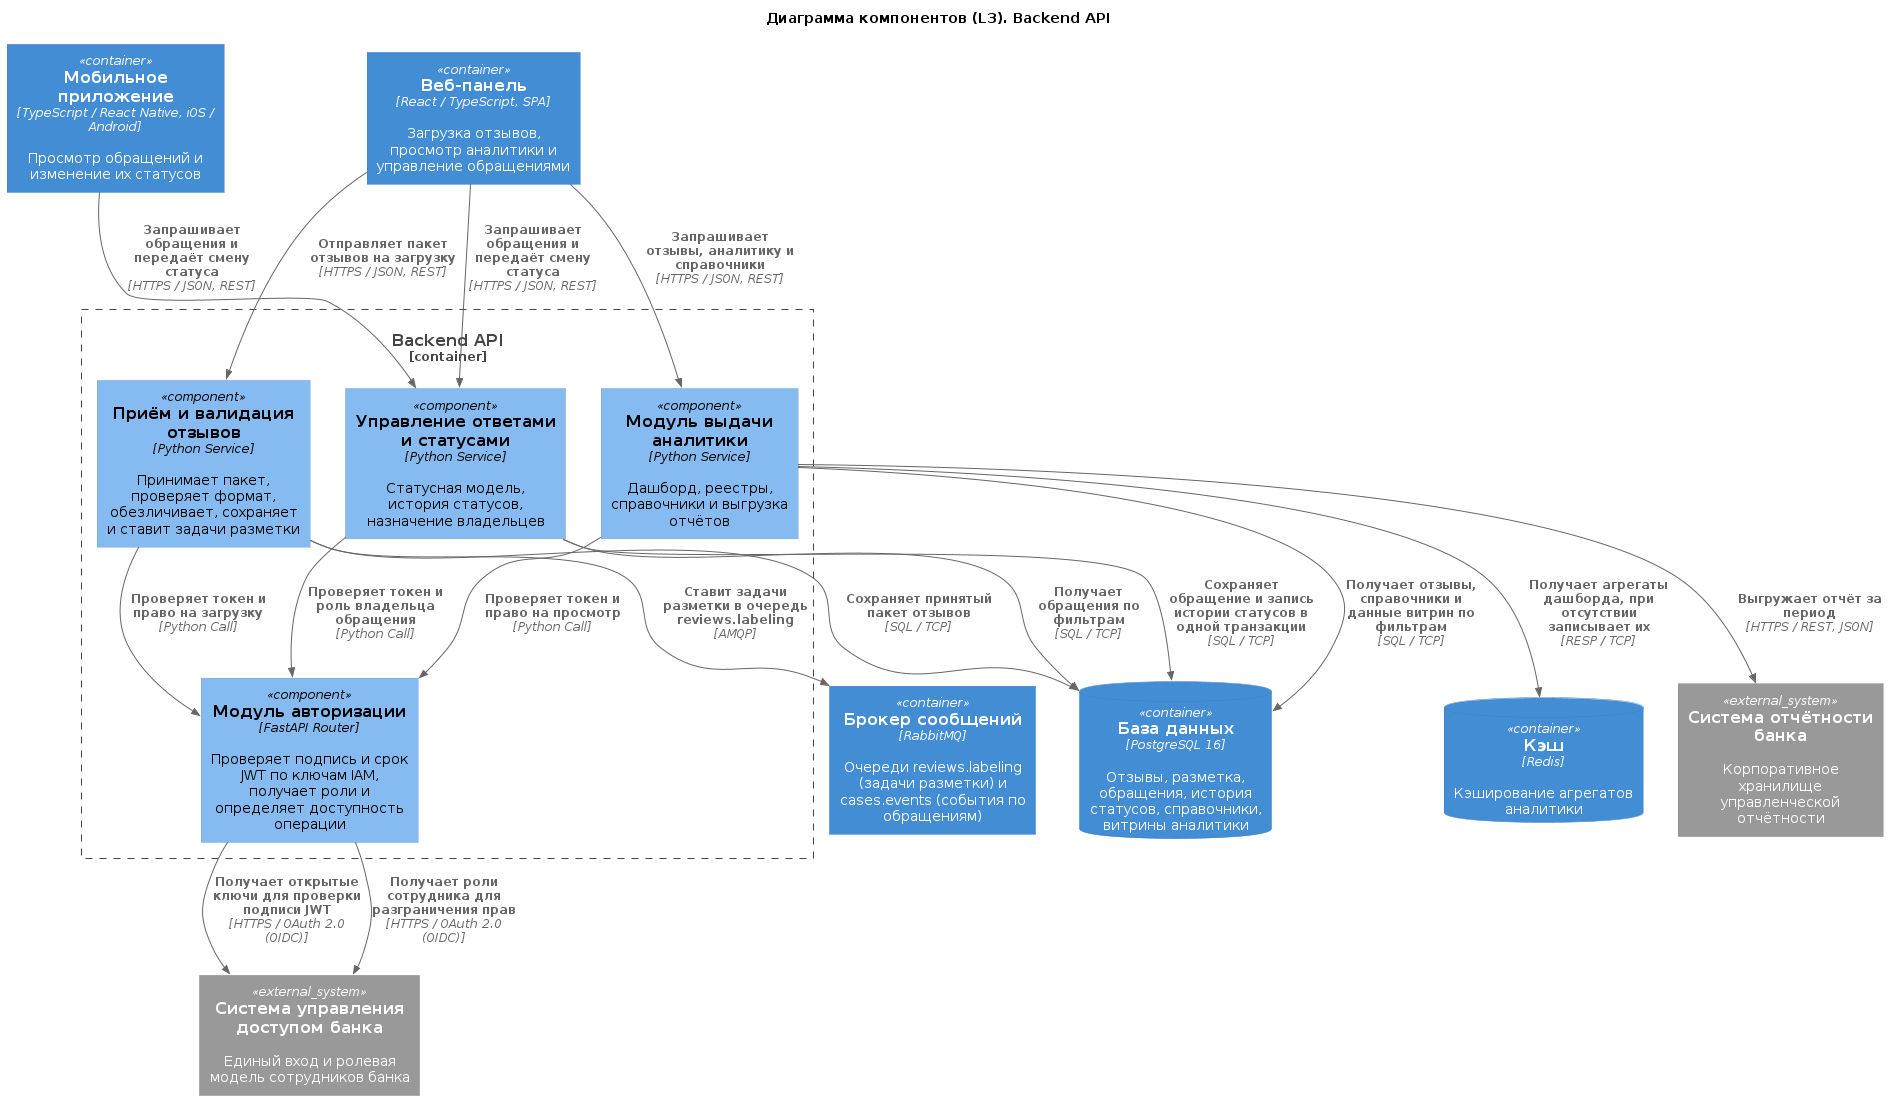 Диаграмма компонентов (L3). Backend API
«container»
Мобильное
приложение
[TypeScript / React Native, iOS /
Android]
Просмотр обращений и
изменение их статусов
«container»
Веб-панель
[React / TypeScript, SPA]
Загрузка отзывов,
просмотр аналитики и
управление обращениями
Запрашивает
обращения и
передаёт смену
статуса
[HTTPS / JSON, REST]
Отправляет пакет
отзывов на загрузку
[HTTPS / JSON, REST]
Запрашивает
обращения и
передаёт смену
статуса
[HTTPS / JSON, REST]
Запрашивает
отзывы, аналитику и
справочники
[HTTPS / JSON, REST]
Backend API
[container]
«component»
Приём и валидация
отзывов
[Python Service]
Принимает пакет,
проверяет формат,
обезличивает, сохраняет
и ставит задачи разметки
«component»
Управление ответами
и статусами
[Python Service]
Статусная модель,
история статусов,
назначение владельцев
«component»
Модуль выдачи
аналитики
[Python Service]
Дашборд, реестры,
справочники и выгрузка
отчётов
Проверяет токен и
право на загрузку
[Python Call]
Проверяет токен и
роль владельца
обращения
[Python Call]
Проверяет токен и
право на просмотр
[Python Call]
Ставит задачи
разметки в очередь
reviews.labeling
[AMQP]
Сохраняет принятый
пакет отзывов
[SQL / TCP]
Получает
обращения по
фильтрам
[SQL / TCP]
Сохраняет
обращение и запись
истории статусов в
одной транзакции
[SQL / TCP]
Получает отзывы,
справочники и
данные витрин по
фильтрам
[SQL / TCP]
Получает агрегаты
дашборда, при
отсутствии
записывает их
[RESP / TCP]
Выгружает отчёт за
период
[HTTPS / REST, JSON]
«component»
Модуль авторизации
[FastAPI Router]
Проверяет подпись и срок
JWT по ключам IAM,
получает роли и
определяет доступность
операции
«container»
Брокер сообщений
[RabbitMQ]
Очереди reviews.labeling
(задачи разметки) и
cases.events (события по
обращениям)
«container»
База данных
[PostgreSQL 16]
Отзывы, разметка,
обращения, история
статусов, справочники,
витрины аналитики
«container»
Кэш
[Redis]
Кэширование агрегатов
аналитики
«external_system»
Система отчётности
банка
Корпоративное
хранилище
управленческой
отчётности
Получает открытые
ключи для проверки
подписи JWT
[HTTPS / OAuth 2.0
(OIDC)]
Получает роли
сотрудника для
разграничения прав
[HTTPS / OAuth 2.0
(OIDC)]
«external_system»
Система управления
доступом банка
Единый вход и ролевая
модель сотрудников банка